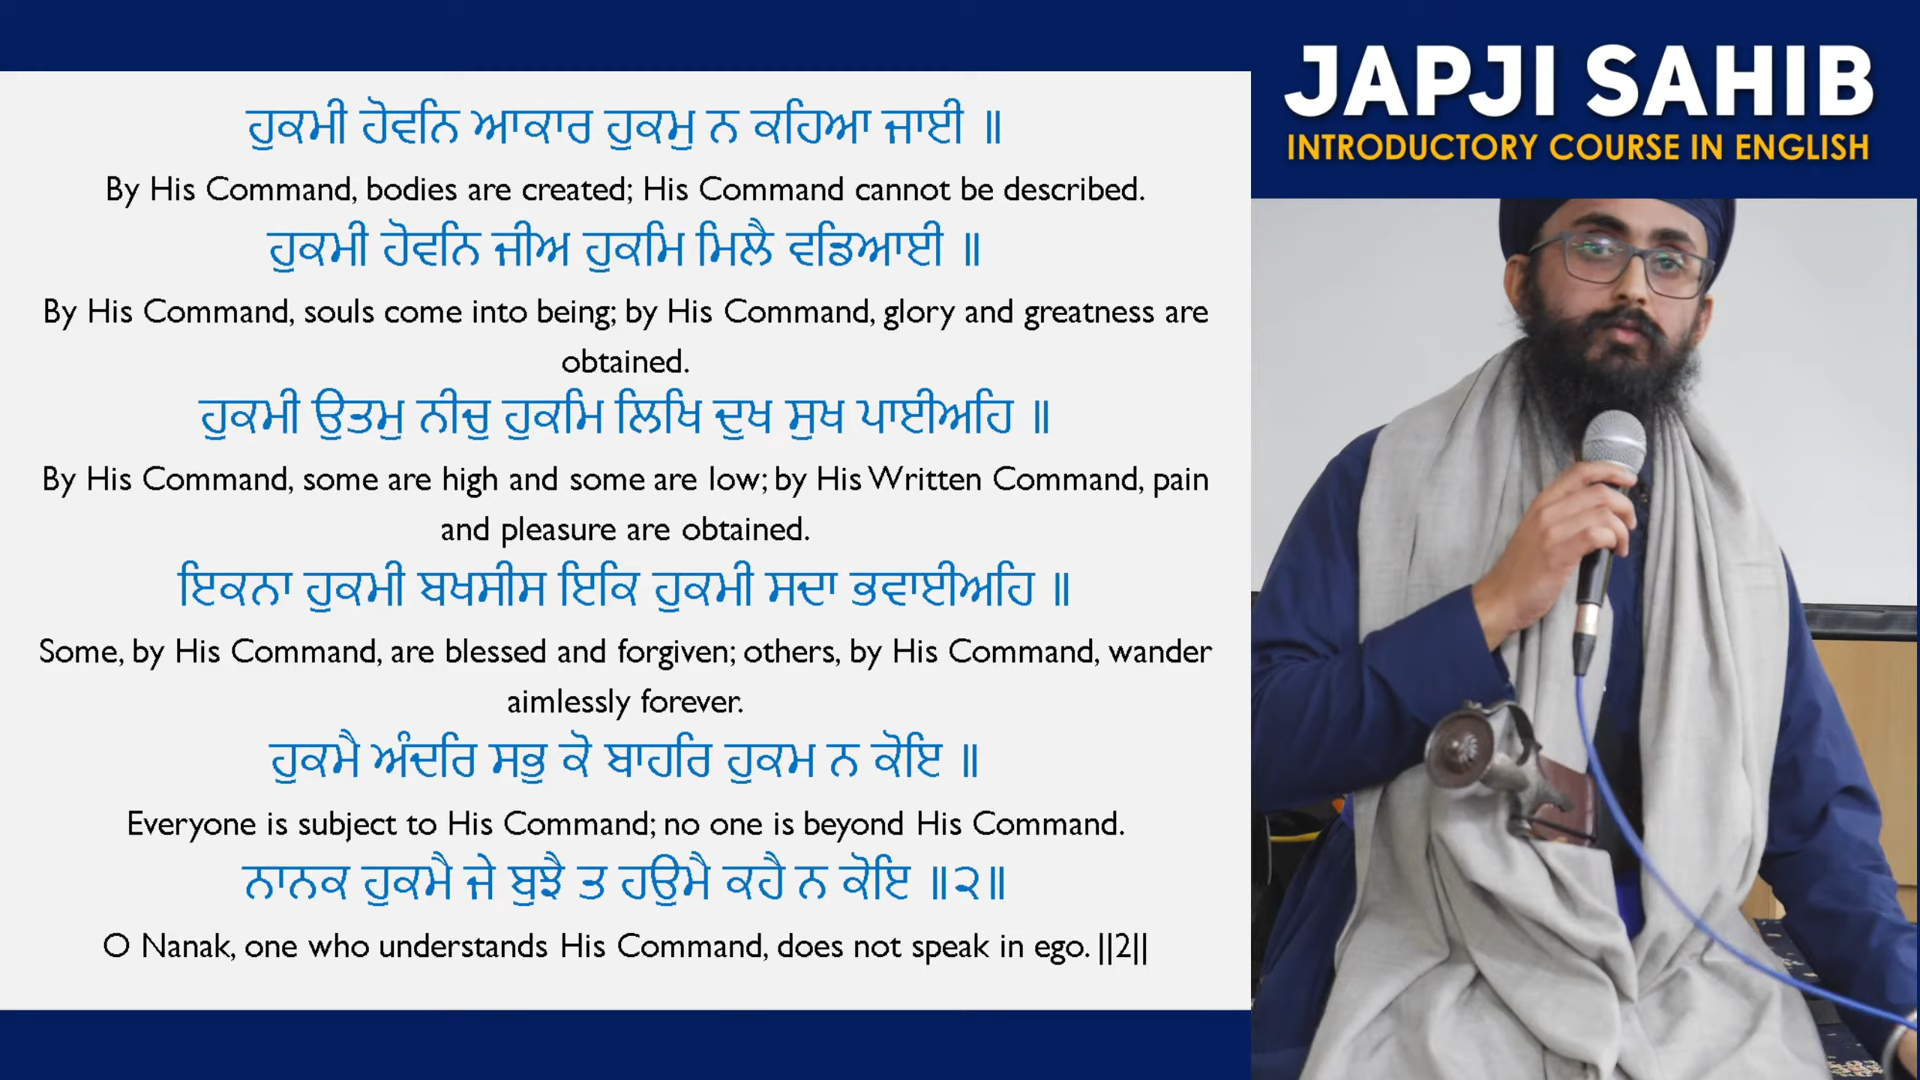 JAPJI SAHIB
INTRODUCTORY COURSE IN ENGLISH
ਹੁਕਮੀ ਹੋਵਨਿ ਆਕਾਰ ਹੁਕਮੁ ਨ ਕਹਿਆ ਜਾਈ ॥
By His Command, bodies are created; His Command cannot be described.
ਹੁਕਮੀ ਹੋਵਨਿ ਜੀਅ ਹੁਕਮਿ ਮਿਲੈ ਵਡਿਆਈ ॥
By His Command, souls come into being; by His Command, glory and greatness are
obtained.
ਹੁਕਮੀ ਉਤਮੁ ਨੀਚੁ ਹੁਕਮਿ ਲਿਖਿ ਦੁਖ ਸੁਖ ਪਾਈਅਹਿ ॥
By His Command, some are high and some are low; by His Written Command, pain
and pleasure are obtained.
ਇਕਨਾ ਹੁਕਮੀ ਬਖਸੀਸ ਇਕਿ ਹੁਕਮੀ ਸਦਾ ਭਵਾਈਅਹਿ ॥
Some, by His Command, are blessed and forgiven; others, by His Command, wander
aimlessly forever.
ਹੁਕਮੈ ਅੰਦਰਿ ਸਭੁ ਕੋ ਬਾਹਰਿ ਹੁਕਮ ਨ ਕੋਇ ॥
Everyone is subject to His Command; no one is beyond His Command.
ਨਾਨਕ ਹੁਕਮੈ ਜੇ ਬੁਝੈ ਤ ਹਉਮੈ ਕਹੈ ਨ ਕੋਇ ॥੨॥
O Nanak, one who understands His Command, does not speak in ego. ||2||